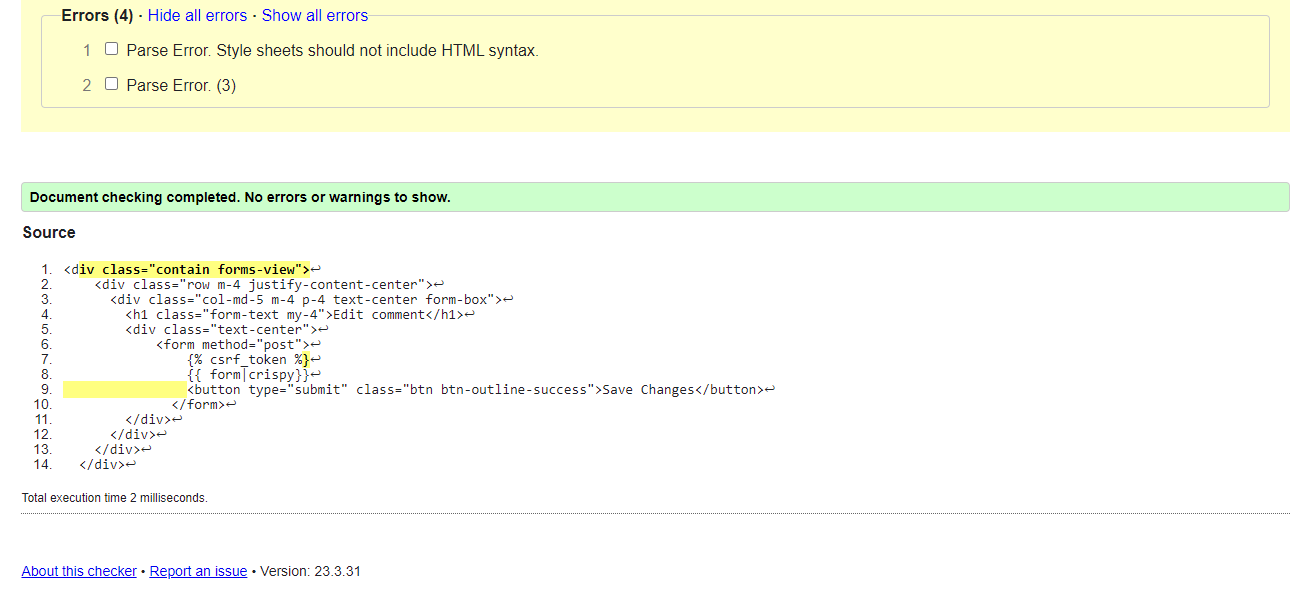 Errors (4) · Hide all errors · Show all errors
1 Parse Error. Style sheets should not include HTML syntax.
2 Parse Error. (3)
Document checking completed. No errors or warnings to show.
Source
1. <div class="contain forms-view">↩
2. <div class="row m-4 justify-content-center">↩
3. <div class="col-md-5 m-4 p-4 text-center form-box">↩
4. <h1 class="form-text my-4">Edit comment</h1>↩
5. <div class="text-center">↩
6. <form method="post">↩
7. {% csrf_token %}↩
8. {{ form|crispy}}↩
9. <button type="submit" class="btn btn-outline-success">Save Changes</button>↩
10. </form>↩
11. </div>↩
12. </div>↩
13. </div>↩
14. </div>↩
Total execution time 2 milliseconds.
About this checker • Report an issue • Version: 23.3.31